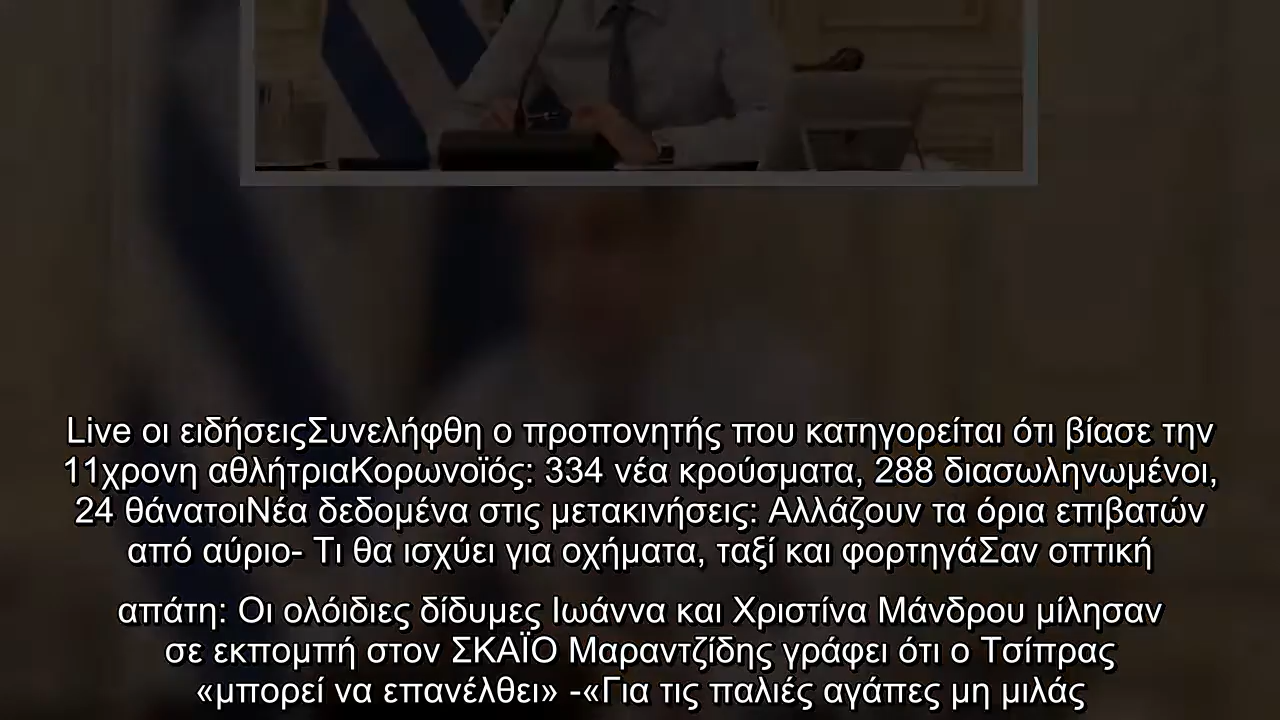 Live οι ειδήσειςΣυνελήφθη ο προπονητής που κατηγορείται ότι βίασε την
11χρονη αθλήτριαΚορωνοϊός: 334 νέα κρούσματα, 288 διασωληνωμένοι,
24 θάνατοιΝέα δεδομένα στις μετακινήσεις: Αλλάζουν τα όρια επιβατών
από αύριο- Τι θα ισχύει για οχήματα, ταξί και φορτηγάΣαν οπτική
απάτη: Οι ολόιδιες δίδυμες Ιωάννα και Χριστίνα Μάνδρου μίλησαν
σε εκπομπή στον ΣΚΑΪΟ Μαραντζίδης γράφει ότι ο Τσίπρας
«μπορεί να επανέλθει» -«Για τις παλιές αγάπες μη μιλάς